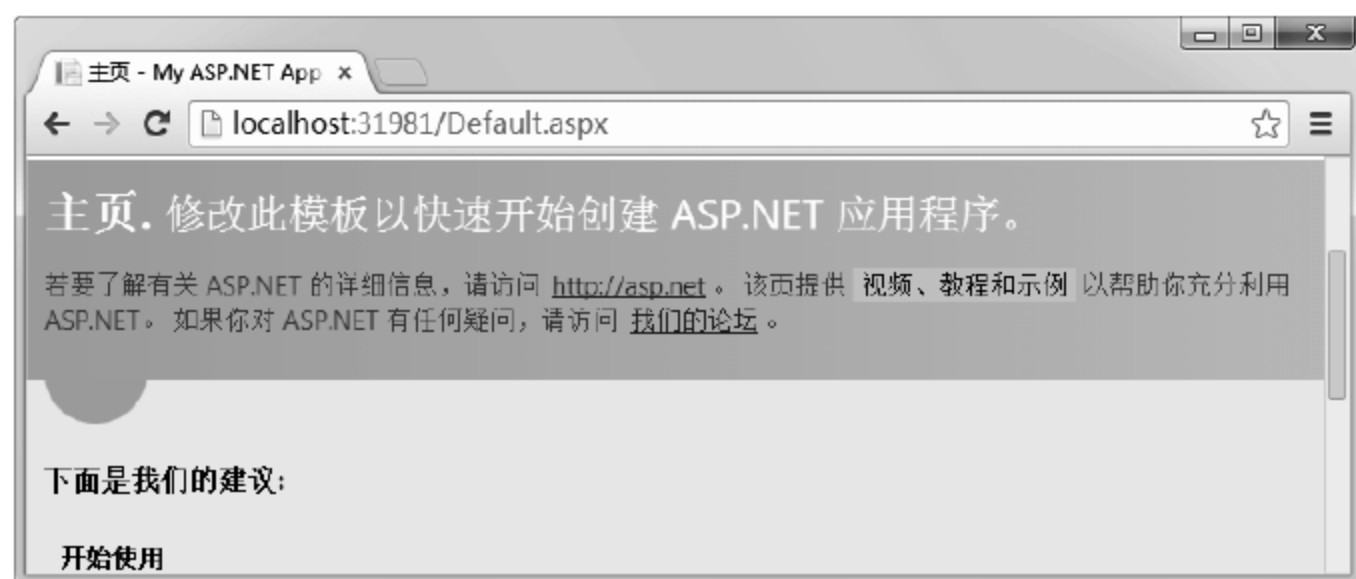 主页 - My ASP.NET App
localhost:31981/Default.aspx
主页. 修改此模板以快速开始创建 ASP.NET 应用程序。
若要了解有关 ASP.NET 的详细信息，请访问 http://asp.net 。 该页提供 视频、教程和示例 以帮助你充分利用
ASP.NET。 如果你对 ASP.NET 有任何疑问，请访问 我们的论坛 。
下面是我们的建议:
开始使用